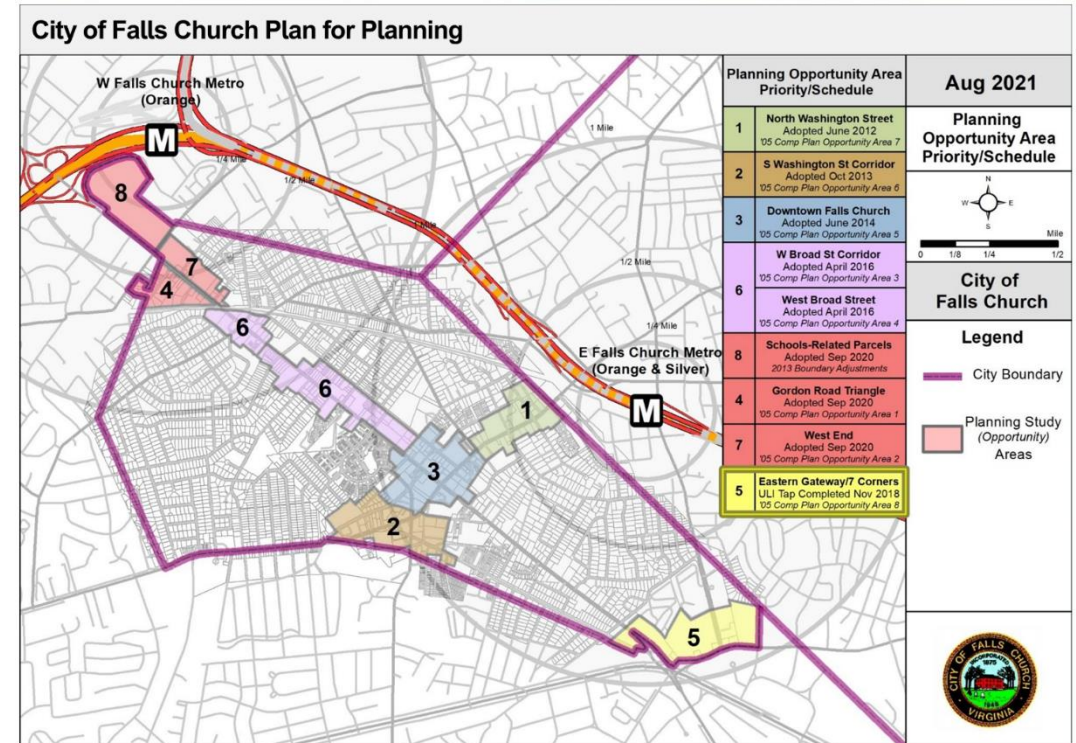 City of Falls Church Plan for Planning
W Falls Church Metro
(Orange)
M
1/4 Mile
1/2 Mile
1 Mile
1 Mile
1/2 Mile
1/4 Mile
E Falls Church Metro
(Orange & Silver)
M
8
7
4
6
6
1
3
2
5
Planning Opportunity Area
Priority/Schedule
1
North Washington Street
Adopted June 2012
'05 Comp Plan Opportunity Area 7
2
S Washington St Corridor
Adopted Oct 2013
'05 Comp Plan Opportunity Area 6
3
Downtown Falls Church
Adopted June 2014
'05 Comp Plan Opportunity Area 5
6
W Broad St Corridor
Adopted April 2016
'05 Comp Plan Opportunity Area 3
West Broad Street
Adopted April 2016
'05 Comp Plan Opportunity Area 4
8
Schools-Related Parcels
Adopted Sep 2020
2013 Boundary Adjustments
4
Gordon Road Triangle
Adopted Sep 2020
'05 Comp Plan Opportunity Area 1
7
West End
Adopted Sep 2020
'05 Comp Plan Opportunity Area 2
5
Eastern Gateway/7 Corners
ULI Tap Completed Nov 2018
'05 Comp Plan Opportunity Area 8
Aug 2021
Planning
Opportunity Area
Priority/Schedule
N
W E
S
Mile
0 1/8 1/4 1/2
City of
Falls Church
Legend
City Boundary
Planning Study
(Opportunity)
Areas
CITY OF FALLS CHURCH
INCORPORATED
1875
1948
VIRGINIA